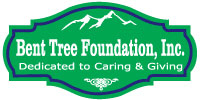 Bent Tree Foundation, Inc.
Dedicated to Caring & Giving